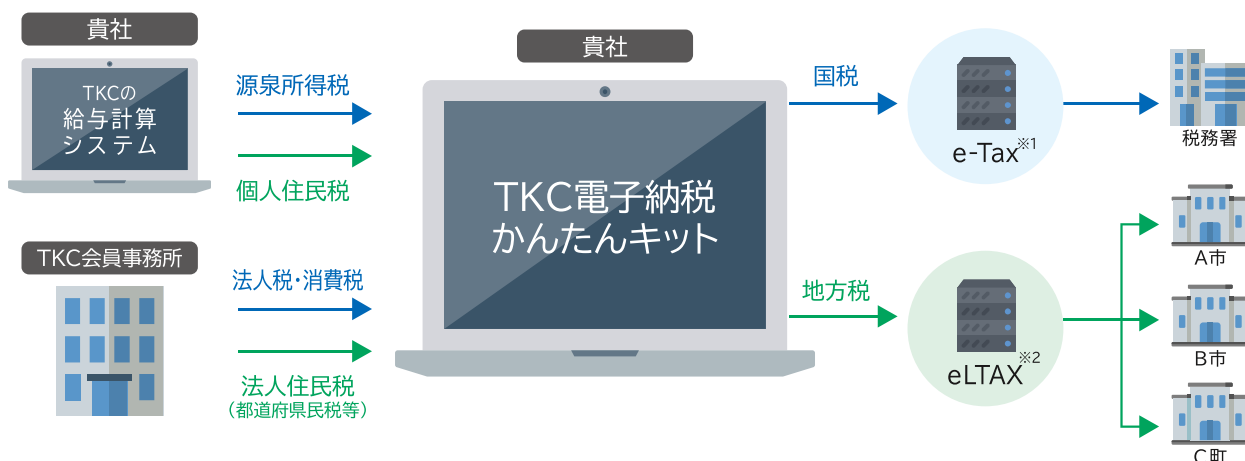 貴社
TKCの
給与計算
システム
源泉所得税
個人住民税
TKC会員事務所
法人税・消費税
法人住民税
（都道府県民税等）
貴社
TKC電子納税
かんたんキット
国税
e-Tax※1
税務署
地方税
eLTAX※2
A市
B市
C町